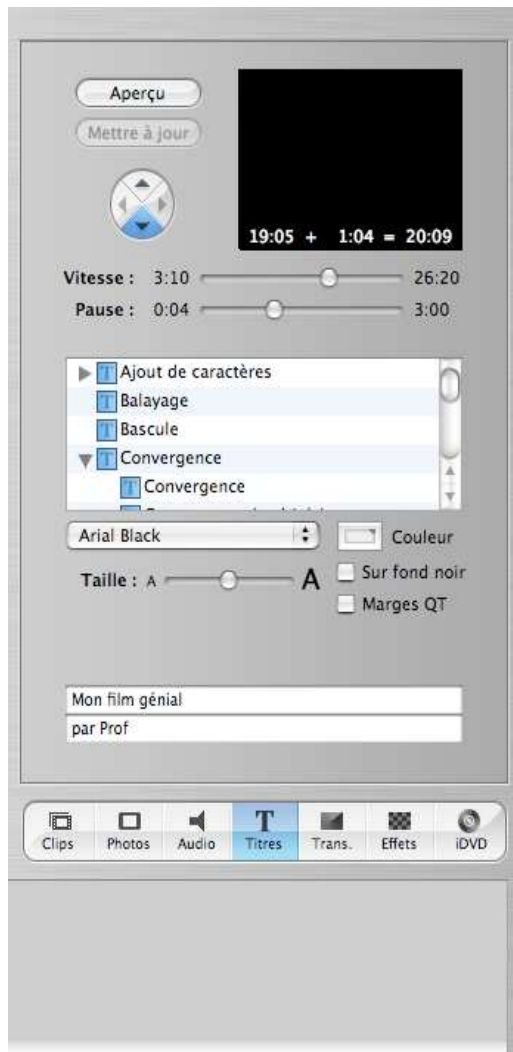 Aperçu
Mettre à jour
19:05 + 1:04 = 20:09
Vitesse : 3:10 26:20
Pause : 0:04 3:00
T Ajout de caractères
T Balayage
T Bascule
T Convergence
T Convergence
Arial Black
Couleur
Taille : A A
Sur fond noir
Marges QT
Mon film génial
par Prof
T
Clips Photos Audio Titres Trans. Effets iDVD